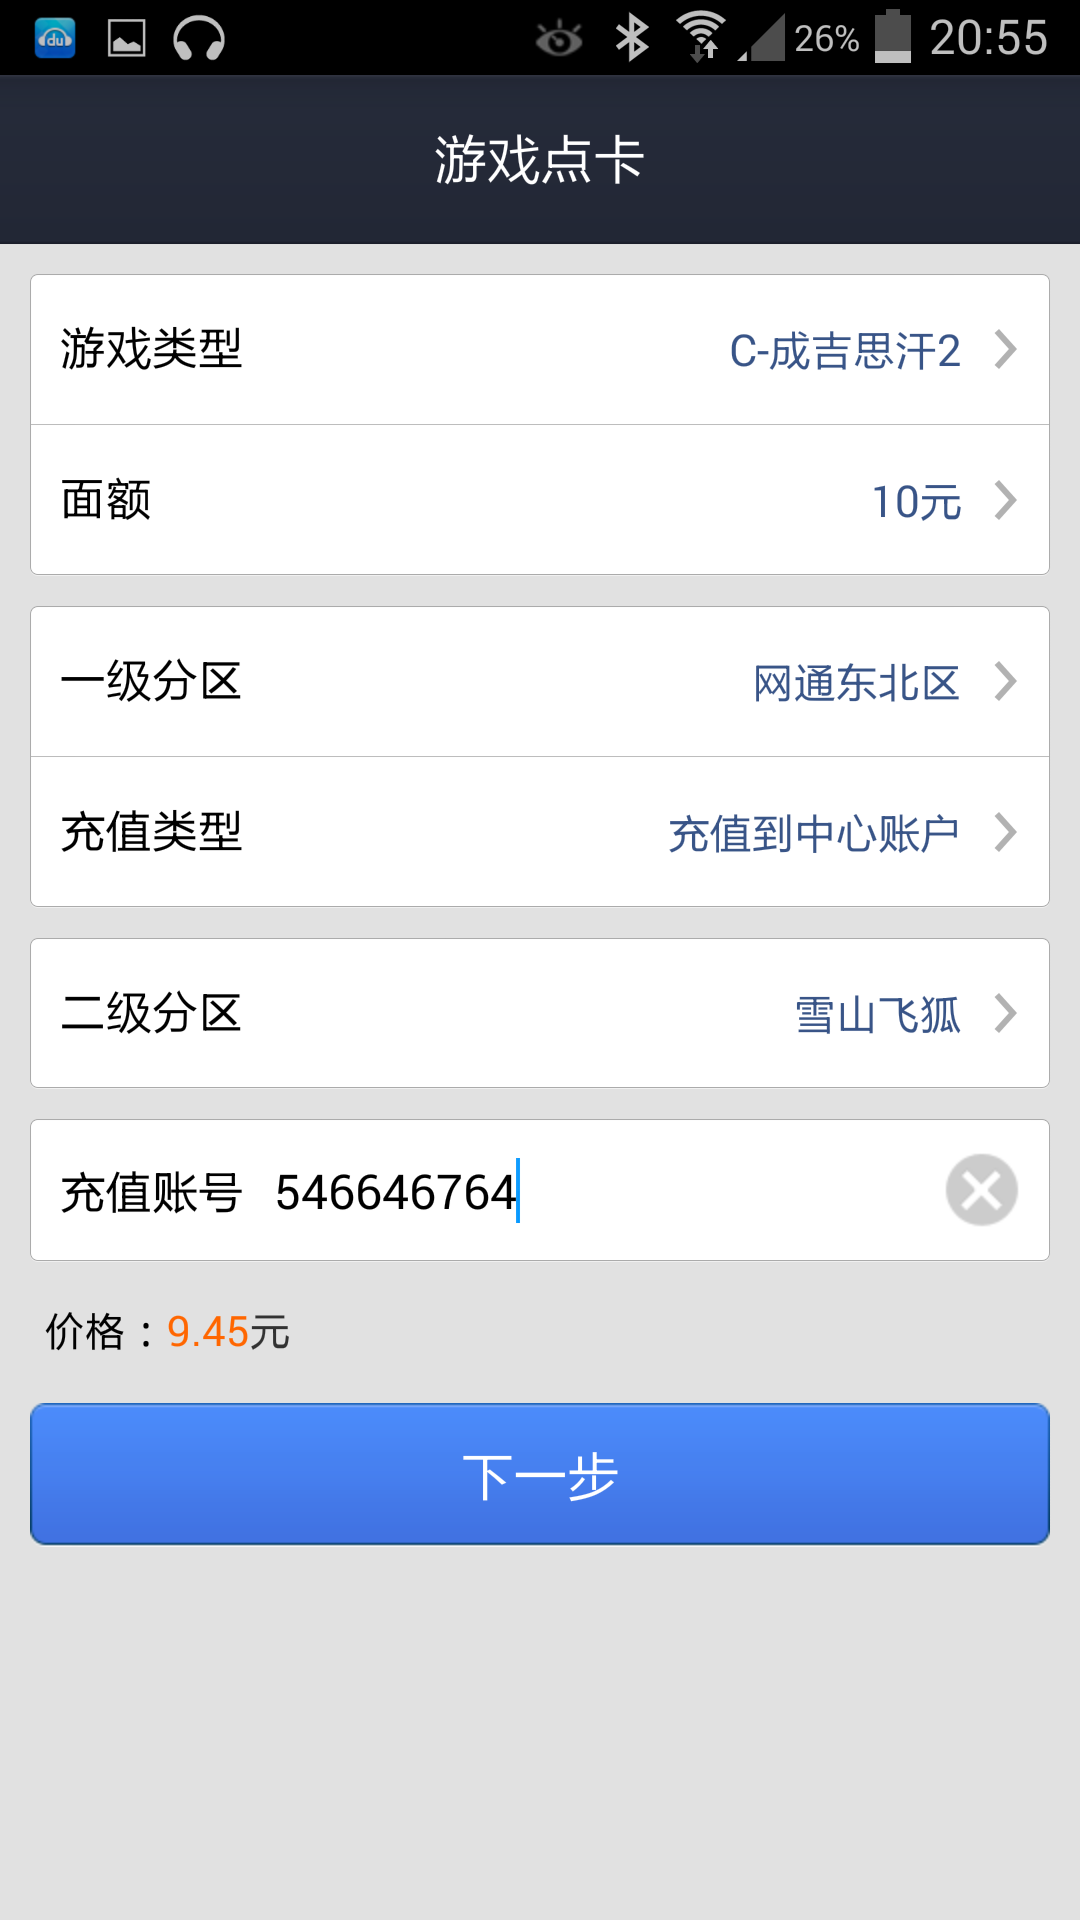 du 26% 20:55
游戏点卡
游戏类型 C-成吉思汗2
面额 10元
一级分区 网通东北区
充值类型 充值到中心账户
二级分区 雪山飞狐
充值账号 546646764
价格：9.45元
下一步